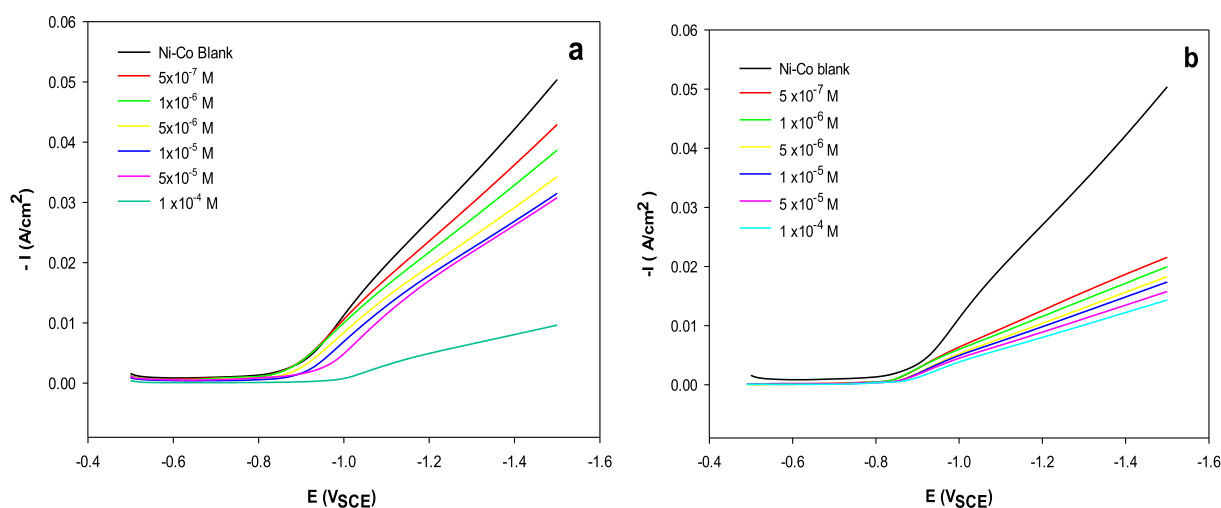 a
Ni-Co Blank
5x10⁻⁷ M
1x10⁻⁶ M
5x10⁻⁶ M
1x10⁻⁵ M
5x10⁻⁵ M
1 x10⁻⁴ M
0.06
0.05
0.04
0.03
0.02
0.01
0.00
- I (A/cm²)
-0.4 -0.6 -0.8 -1.0 -1.2 -1.4 -1.6
E (V_SCE)
b
Ni-Co blank
5 x10⁻⁷ M
1 x10⁻⁶ M
5 x10⁻⁶ M
1 x10⁻⁵ M
5 x10⁻⁵ M
1 x10⁻⁴ M
0.06
0.05
0.04
0.03
0.02
0.01
0.00
-I ( A/cm²)
-0.4 -0.6 -0.8 -1.0 -1.2 -1.4 -1.6
E (V_SCE)